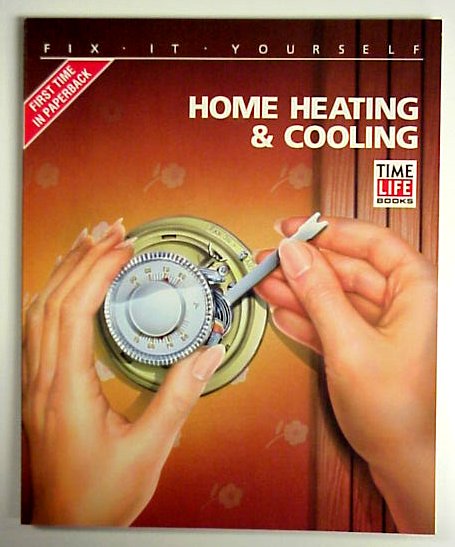 FIX · IT · YOURSELF
FIRST TIME
IN PAPERBACK
HOME HEATING
& COOLING
TIME
LIFE
BOOKS